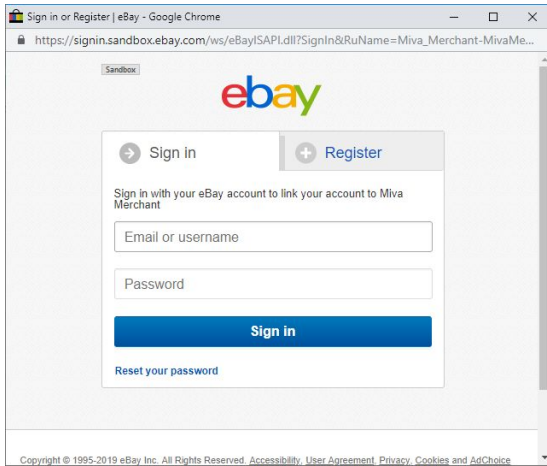 Sign in or Register | eBay - Google Chrome
https://signin.sandbox.ebay.com/ws/eBayISAPI.dll?SignIn&RuName=Miva_Merchant-MivaMe...
Sandbox
ebay
Sign in
Register
Sign in with your eBay account to link your account to Miva
Merchant
Email or username
Password
Sign in
Reset your password
Copyright © 1995-2019 eBay Inc. All Rights Reserved. Accessibility, User Agreement, Privacy, Cookies and AdChoice